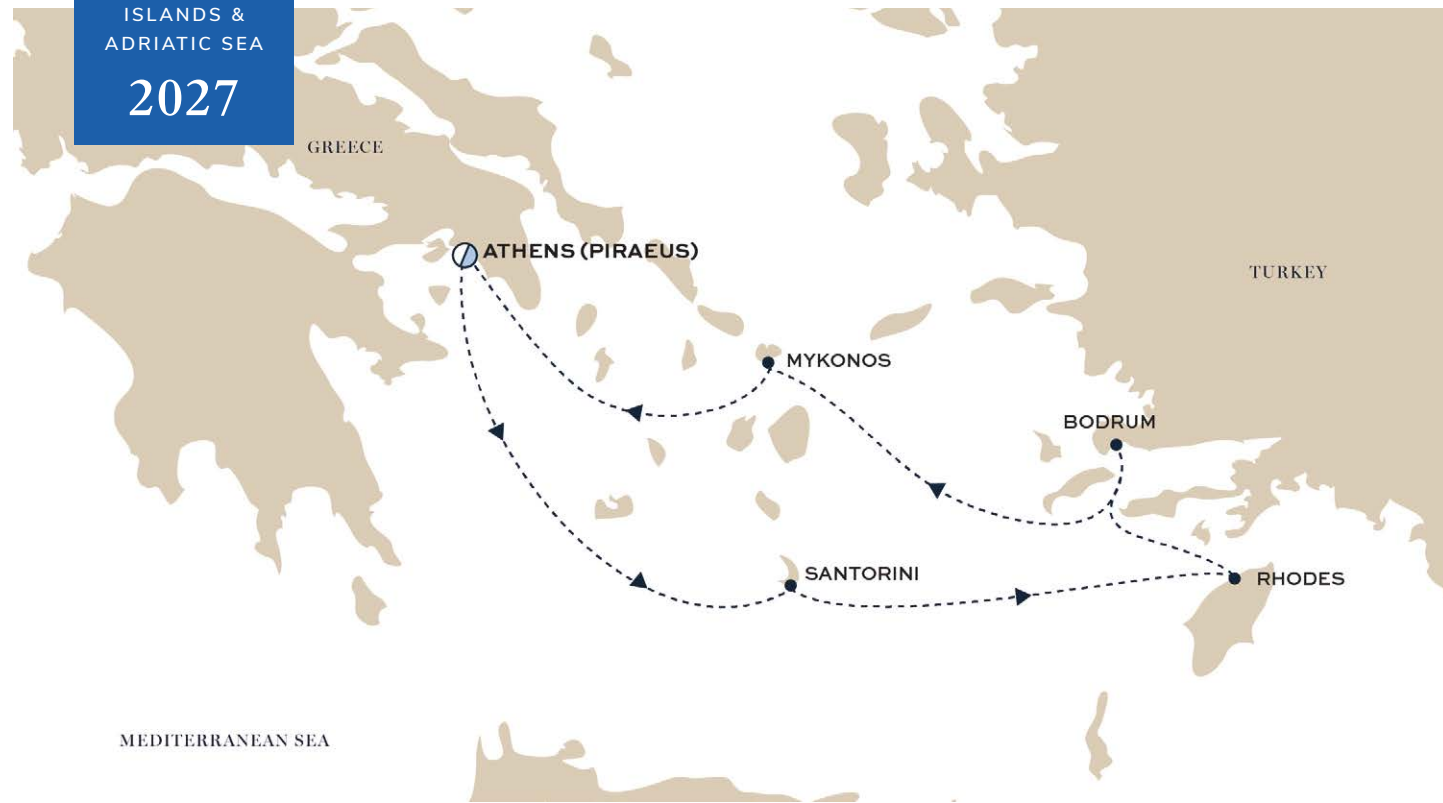 ISLANDS &
ADRIATIC SEA
2027
GREECE
ATHENS (PIRAEUS)
TURKEY
MYKONOS
BODRUM
SANTORINI
RHODES
MEDITERRANEAN SEA